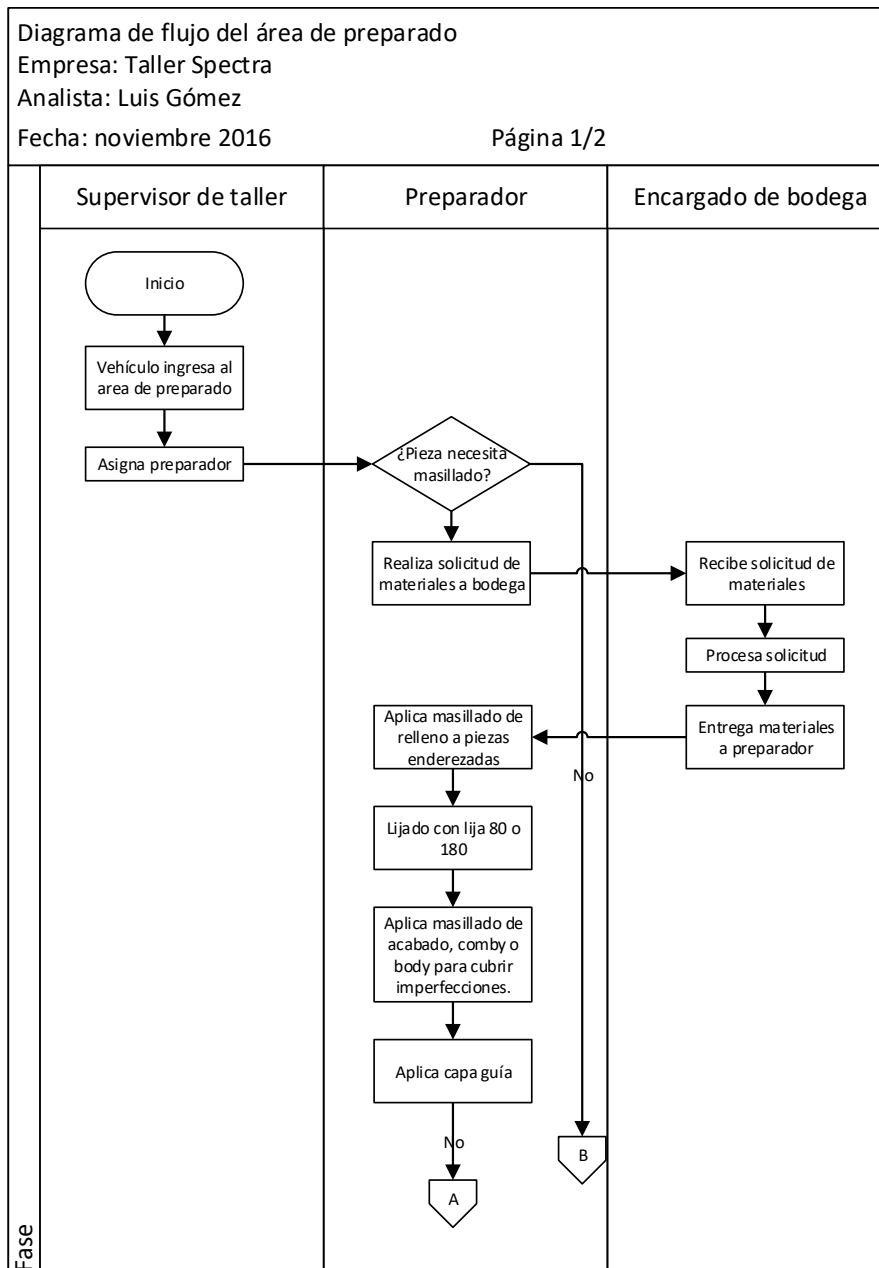 Diagrama de flujo del área de preparado
Empresa: Taller Spectra
Analista: Luis Gómez
Fecha: noviembre 2016 Página 1/2
Supervisor de taller Preparador Encargado de bodega
Inicio
Vehículo ingresa al
area de preparado
Asigna preparador
¿Pieza necesita
masillado?
Realiza solicitud de
materiales a bodega
Recibe solicitud de
materiales
Procesa solicitud
Entrega materiales
a preparador
Aplica masillado de
relleno a piezas
enderezadas
No
Lijado con lija 80 o
180
Aplica masillado de
acabado, comby o
body para cubrir
imperfecciones.
Aplica capa guía
No
B
A
Fase